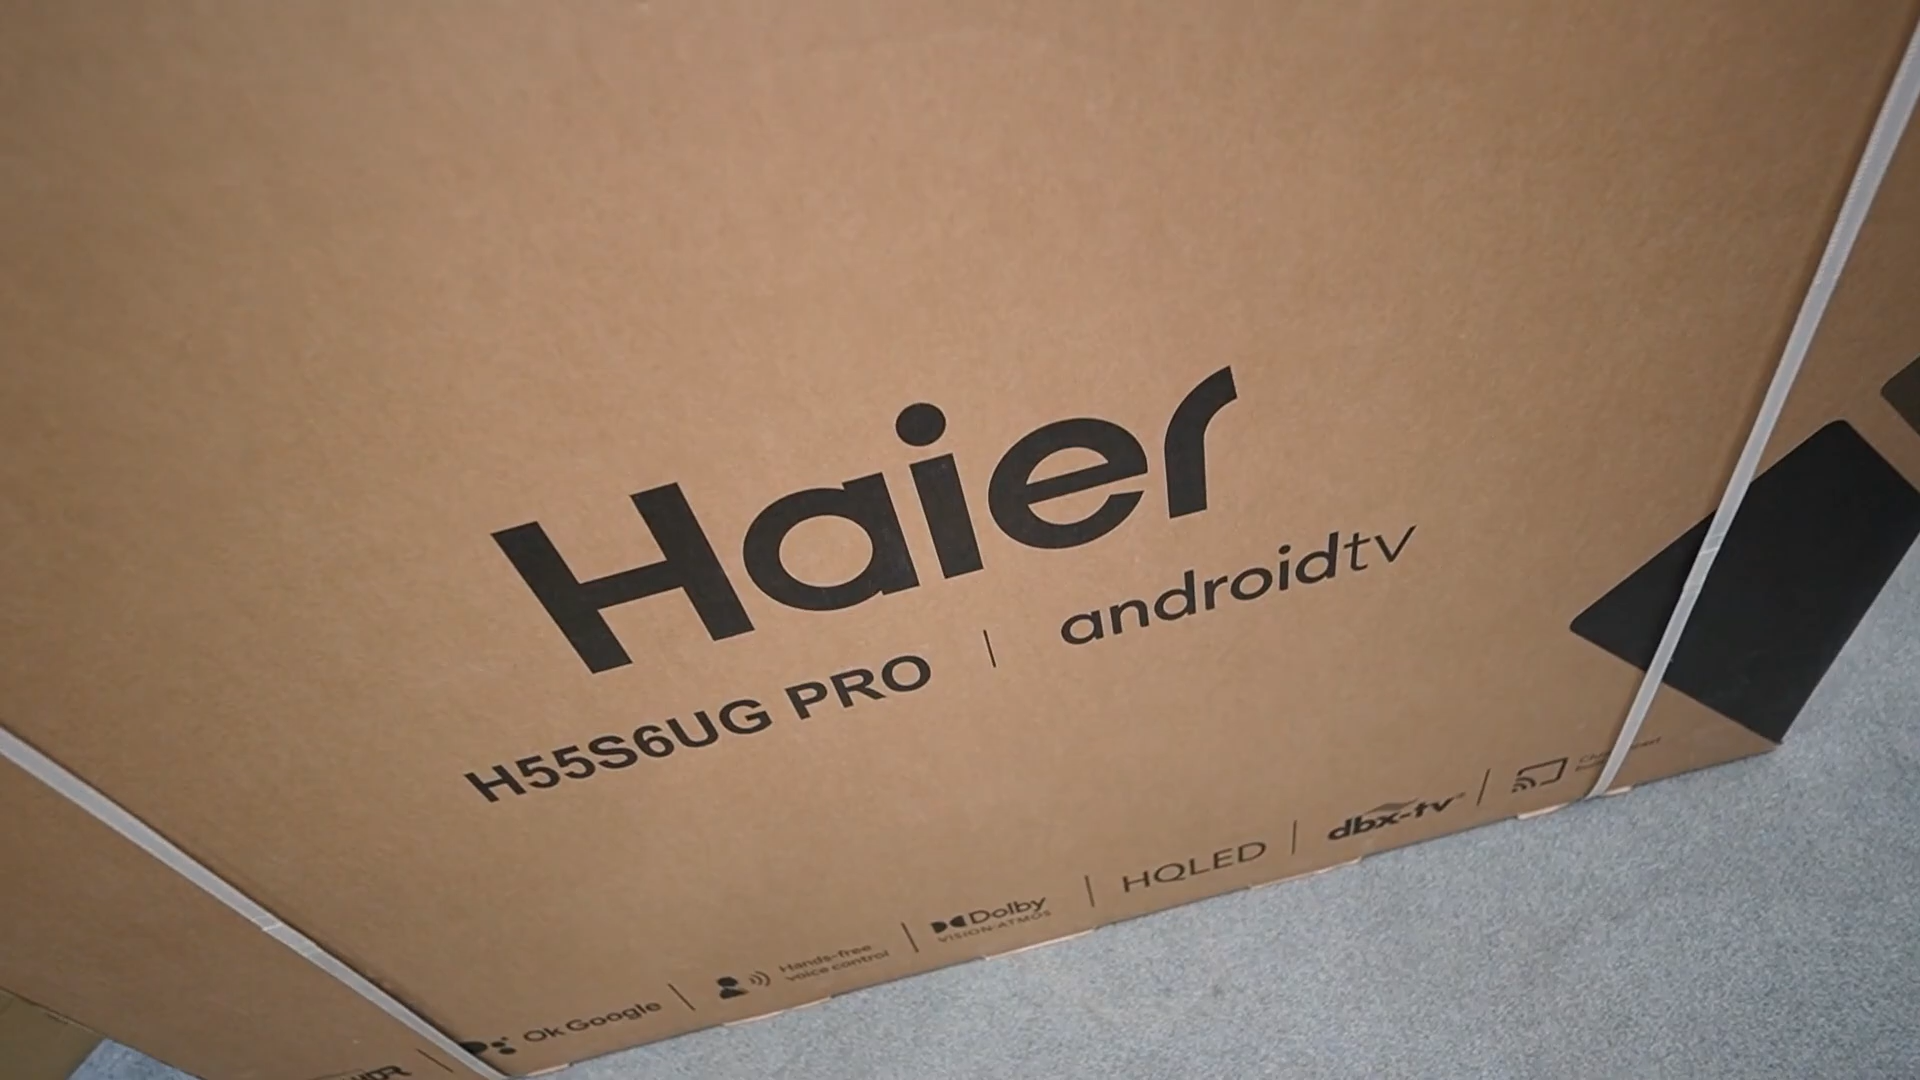 Haier
H55S6UG PRO | androidtv
Ok Google | Hands-free voice control | Dolby VISION·ATMOS | HQLED | dbx-tv |